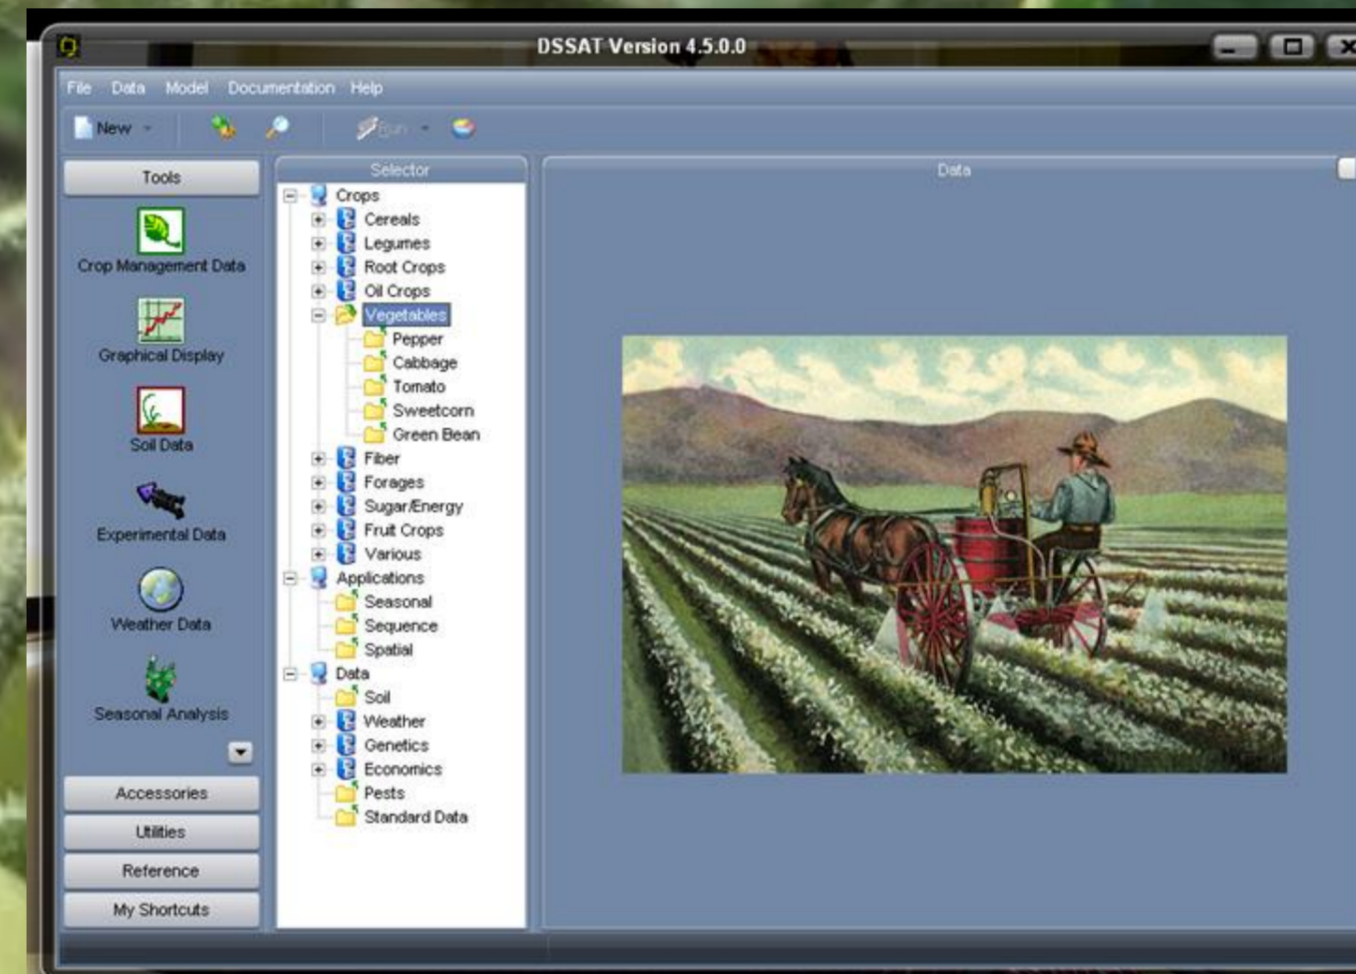 DSSAT Version 4.5.0.0
File Data Model Documentation Help
New Run
Tools
Crop Management Data
Graphical Display
Soil Data
Experimental Data
Weather Data
Seasonal Analysis
Accessories
Utilities
Reference
My Shortcuts
Selector
Crops
Cereals
Legumes
Root Crops
Oil Crops
Vegetables
Pepper
Cabbage
Tomato
Sweetcorn
Green Bean
Fiber
Forages
Sugar/Energy
Fruit Crops
Various
Applications
Seasonal
Sequence
Spatial
Data
Soil
Weather
Genetics
Economics
Pests
Standard Data
Data